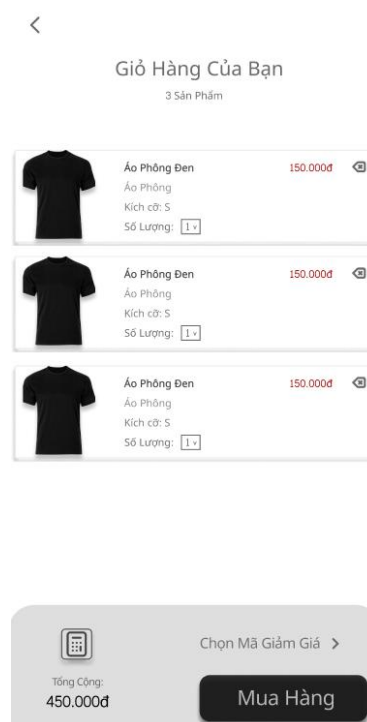 Giỏ Hàng Của Bạn
3 Sản Phẩm
Áo Phông Đen 150.000đ
Áo Phông
Kích cỡ: S
Số Lượng: 1
Áo Phông Đen 150.000đ
Áo Phông
Kích cỡ: S
Số Lượng: 1
Áo Phông Đen 150.000đ
Áo Phông
Kích cỡ: S
Số Lượng: 1
Chọn Mã Giảm Giá
Tổng Cộng:
450.000đ
Mua Hàng